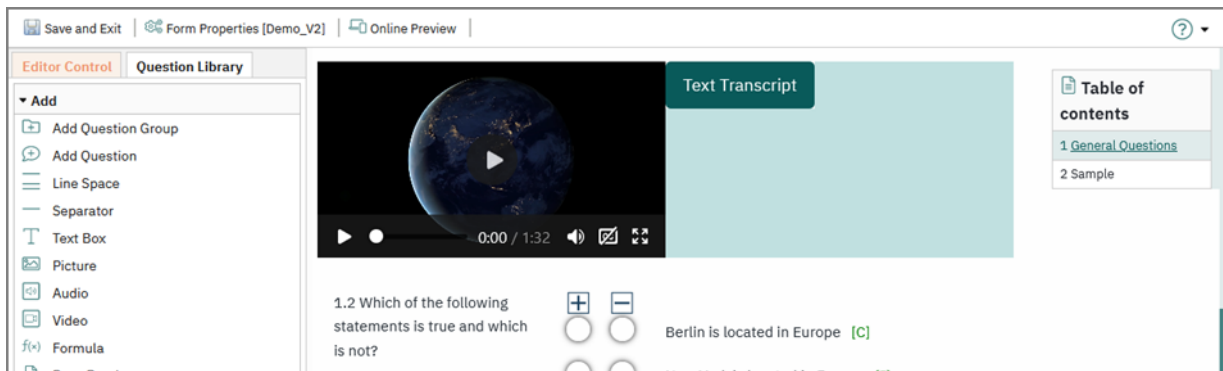 Save and Exit
Form Properties [Demo_V2]
Online Preview
?
Editor Control
Question Library
Add
Add Question Group
Add Question
Line Space
Separator
Text Box
Picture
Audio
Video
f(x) Formula
Text Transcript
0:00 / 1:32
1.2 Which of the following
statements is true and which
is not?
Berlin is located in Europe [C]
Table of
contents
1 General Questions
2 Sample